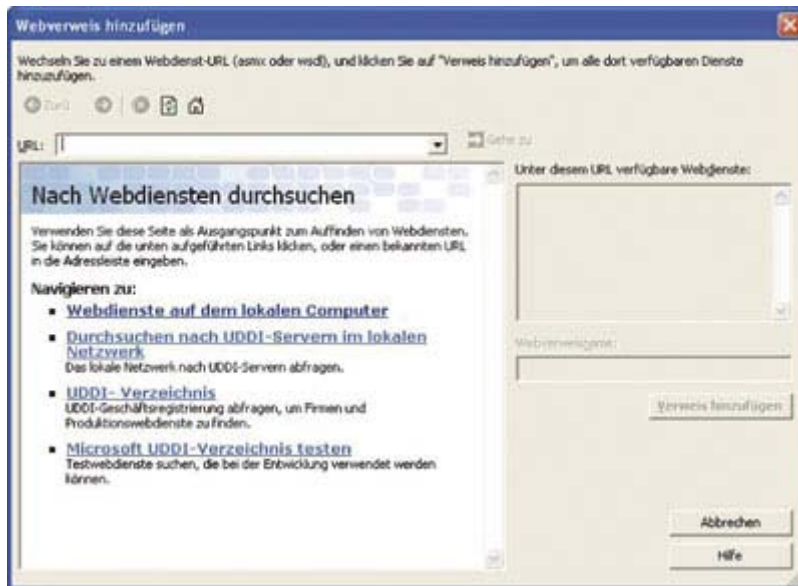 Webverweis hinzufügen
Wechseln Sie zu einem Webdienst-URL (asmx oder wsdl), und klicken Sie auf "Verweis hinzufügen", um alle dort verfügbaren Dienste
hinzuzufügen.
Zurü
URL:
Gehe zu
Nach Webdiensten durchsuchen
Verwenden Sie diese Seite als Ausgangspunkt zum Auffinden von Webdiensten.
Sie können auf die unten aufgeführten Links klicken, oder einen bekannten URL
in die Adressleiste eingeben.
Navigieren zu:
Webdienste auf dem lokalen Computer
Durchsuchen nach UDDI-Servern im lokalen
Netzwerk
Das lokale Netzwerk nach UDDI-Servern abfragen.
UDDI- Verzeichnis
UDDI-Geschäftsregistrierung abfragen, um Firmen und
Produktionswebdienste zu finden.
Microsoft UDDI-Verzeichnis testen
Testwebdienste suchen, die bei der Entwicklung verwendet werden
können.
Unter diesem URL verfügbare Webdienste:
Webverweisname:
Verweis hinzufügen
Abbrechen
Hilfe